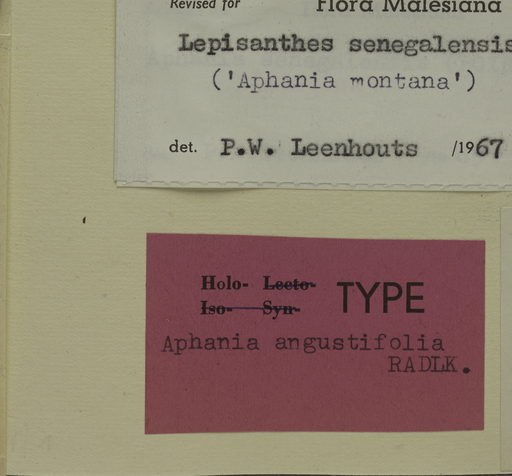 Revised for Flora Malesiana
Lepisanthes senegalensis
('Aphania montana')
det. P.W. Leenhouts /1967
Holo- Lecto- TYPE
Iso- Syn-
Aphania angustifolia
RADLK.